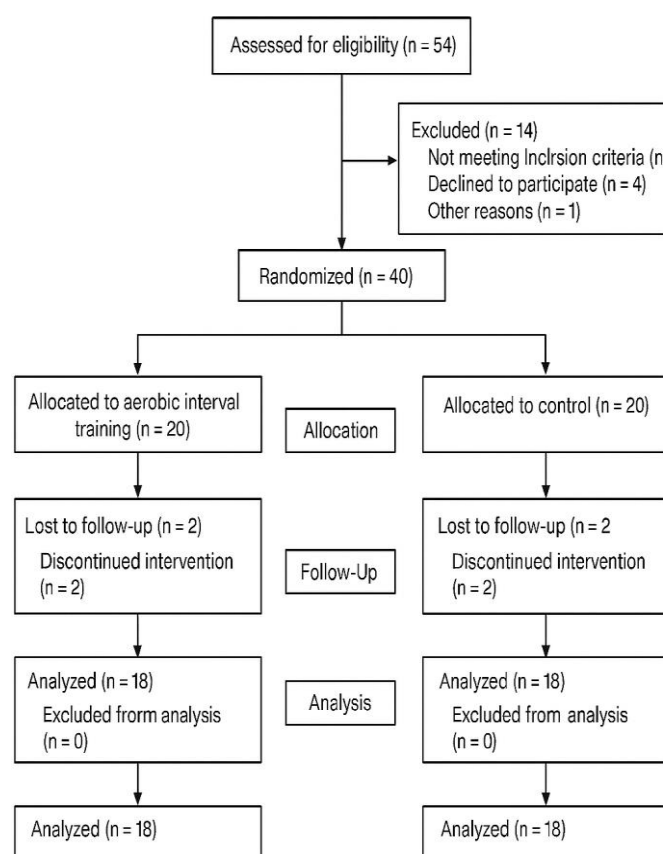 Assessed for eligibility (n = 54)
Excluded (n = 14)
Not meeting Inclrsion criteria (n
Declined to participate (n = 4)
Other reasons (n = 1)
Randomized (n = 40)
Allocated to aerobic interval
training (n = 20)
Allocation
Allocated to control (n = 20)
Lost to follow-up (n = 2)
Discontinued intervention
(n = 2)
Follow-Up
Lost to follow-up (n = 2
Discontinued intervention
(n = 2)
Analyzed (n = 18)
Excluded frorm analysis
(n = 0)
Analysis
Analyzed (n = 18)
Excluded from analysis
(n = 0)
Analyzed (n = 18)
Analyzed (n = 18)